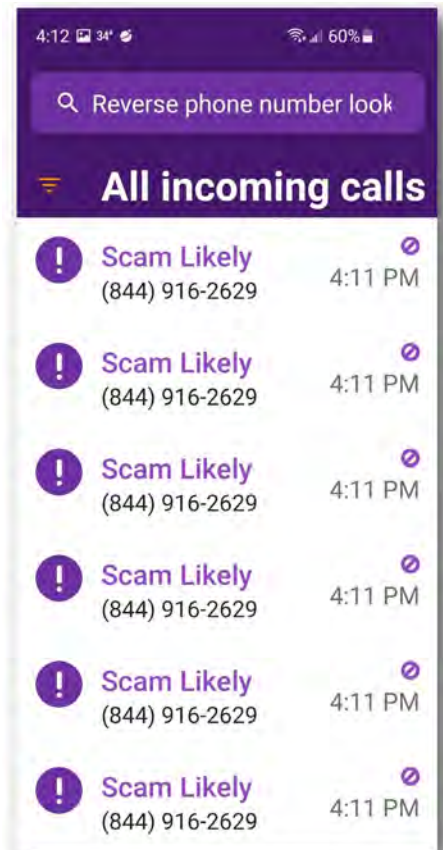 4:12 34° 60%
Reverse phone number look
All incoming calls
Scam Likely
(844) 916-2629
4:11 PM
Scam Likely
(844) 916-2629
4:11 PM
Scam Likely
(844) 916-2629
4:11 PM
Scam Likely
(844) 916-2629
4:11 PM
Scam Likely
(844) 916-2629
4:11 PM
Scam Likely
(844) 916-2629
4:11 PM